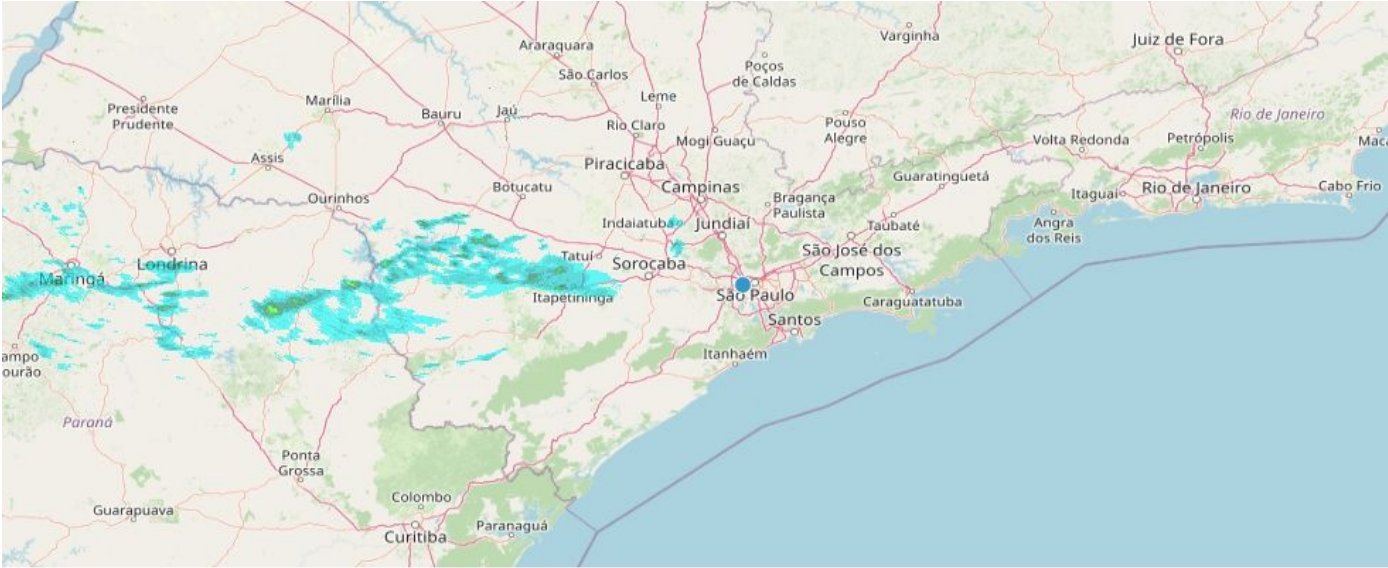 Varginha
Juiz de Fora
Araraquara
Poços
de Caldas
São Carlos
Leme
Marília
Presidente
Prudente
Jaú
Bauru
Rio de Janeiro
Pouso
Alegre
Rio Claro
Mogi Guaçu
Volta Redonda
Petrópolis
Maca
Assis
Piracicaba
Guaratinguetá
Botucatu
Campinas
Itaguaí
Rio de Janeiro
Cabo Frio
Ourinhos
Bragança
Paulista
Indaiatuba
Jundiaí
Taubaté
Angra
dos Reis
São José dos
Campos
Tatuí
Sorocaba
Londrina
Maringá
Itapetininga
São Paulo
Caraguatatuba
Santos
Itanhaém
ampo
ourão
Paraná
Ponta
Grossa
Colombo
Guarapuava
Paranaguá
Curitiba